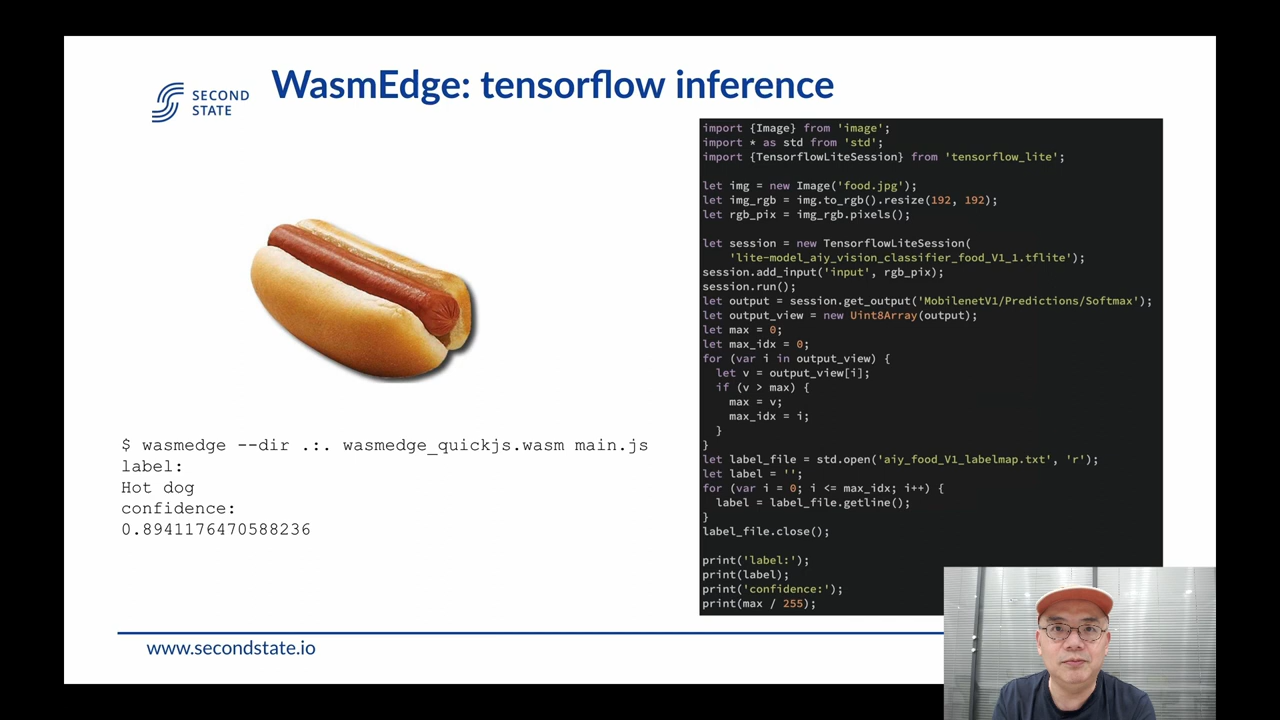 SECOND
STATE
WasmEdge: tensorflow inference
$ wasmedge --dir .:. wasmedge_quickjs.wasm main.js
label:
Hot dog
confidence:
0.8941176470588236
import {Image} from 'image';
import * as std from 'std';
import {TensorflowLiteSession} from 'tensorflow_lite';
let img = new Image('food.jpg');
let img_rgb = img.to_rgb().resize(192, 192);
let rgb_pix = img_rgb.pixels();
let session = new TensorflowLiteSession(
'lite-model_aiy_vision_classifier_food_V1_1.tflite');
session.add_input('input', rgb_pix);
session.run();
let output = session.get_output('MobilenetV1/Predictions/Softmax');
let output_view = new Uint8Array(output);
let max = 0;
let max_idx = 0;
for (var i in output_view) {
let v = output_view[i];
if (v > max) {
max = v;
max_idx = i;
}
}
let label_file = std.open('aiy_food_V1_labelmap.txt', 'r');
let label = '';
for (var i = 0; i <= max_idx; i++) {
label = label_file.getline();
}
label_file.close();
print('label:');
print(label);
print('confidence:');
print(max / 255);
www.secondstate.io